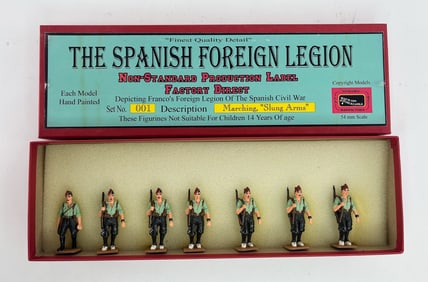 "Finest Quality Detail"
THE SPANISH FOREIGN LEGION
Non-Standard Production Label
Factory Direct
Each Model
Hand Painted
Copyright Models
Depicting Franco's Foreign Legion Of The Spanish Civil War
Set No. 001 Description Marching, "Slung Arms"
54 mm Scale
These Figurines Not Suitable For Children 14 Years Of age